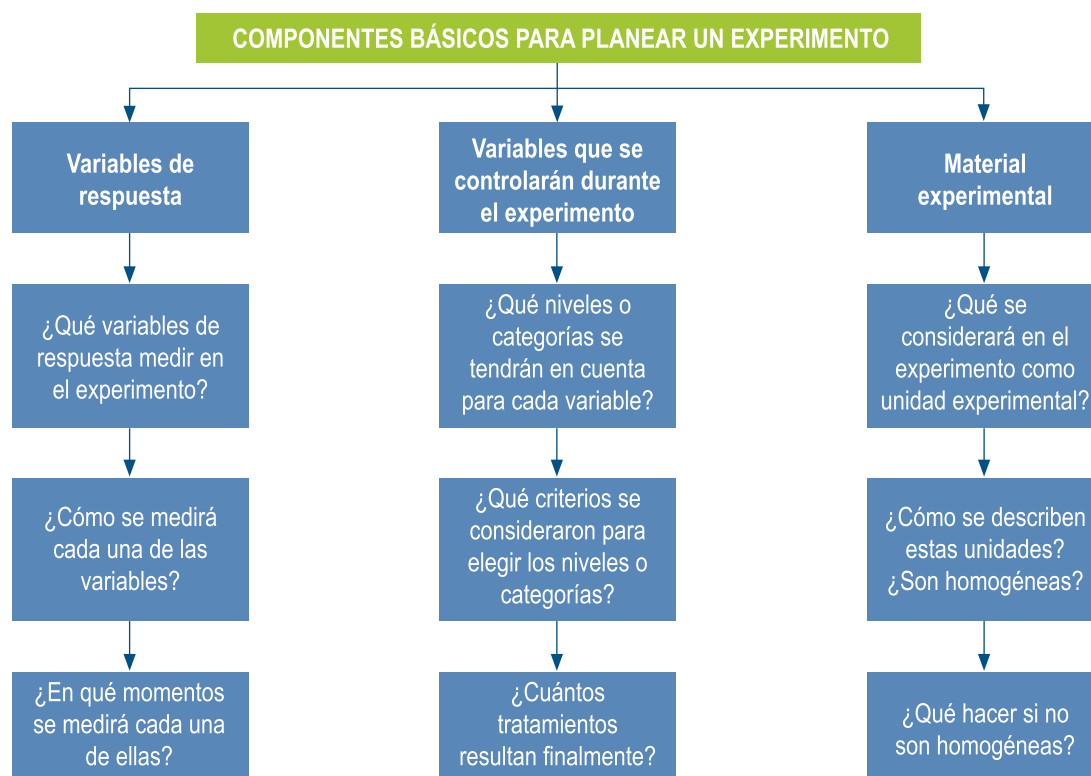 COMPONENTES BÁSICOS PARA PLANEAR UN EXPERIMENTO
Variables de
respuesta
¿Qué variables de
respuesta medir en
el experimento?
¿Cómo se medirá
cada una de las
variables?
¿En qué momentos
se medirá cada una
de ellas?
Variables que se
controlarán durante
el experimento
¿Qué niveles o
categorías se
tendrán en cuenta
para cada variable?
¿Qué criterios se
consideraron para
elegir los niveles o
categorías?
¿Cuántos
tratamientos
resultan finalmente?
Material
experimental
¿Qué se
considerará en el
experimento como
unidad experimental?
¿Cómo se describen
estas unidades?
¿Son homogéneas?
¿Qué hacer si no
son homogéneas?